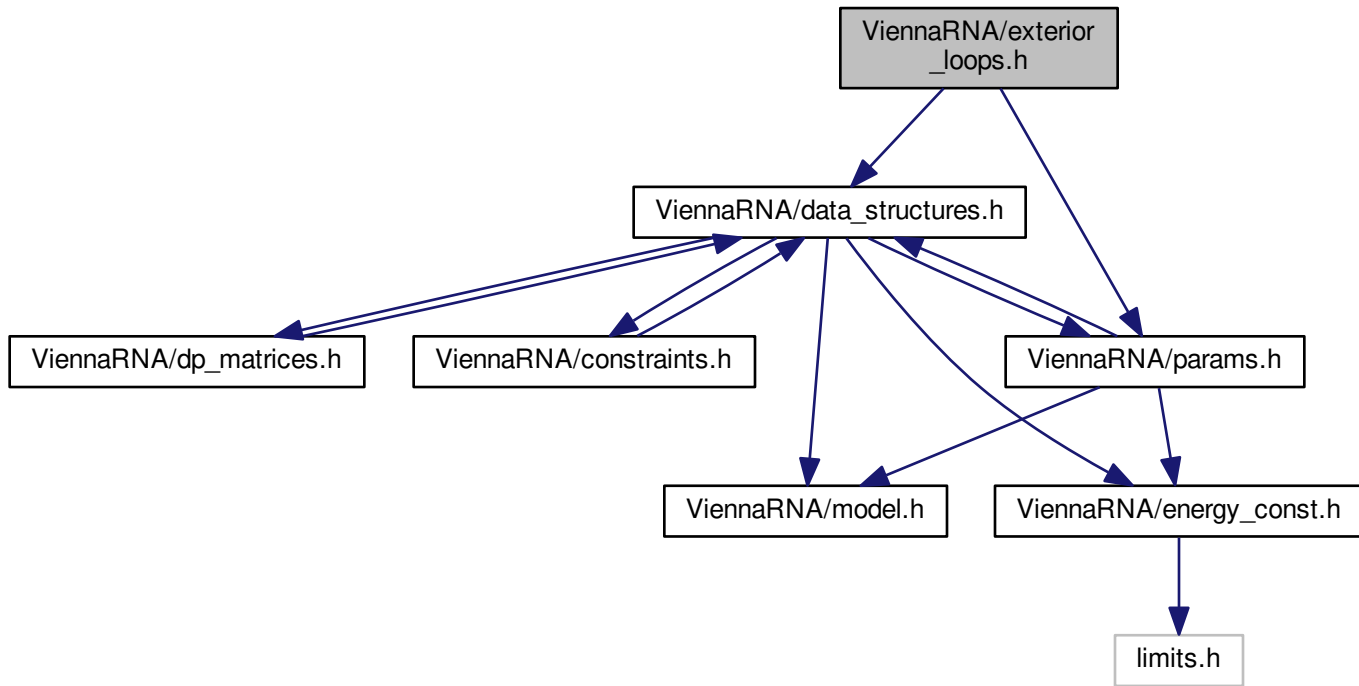 ViennaRNA/exterior
_loops.h
ViennaRNA/data_structures.h
ViennaRNA/dp_matrices.h
ViennaRNA/constraints.h
ViennaRNA/params.h
ViennaRNA/model.h
ViennaRNA/energy_const.h
limits.h